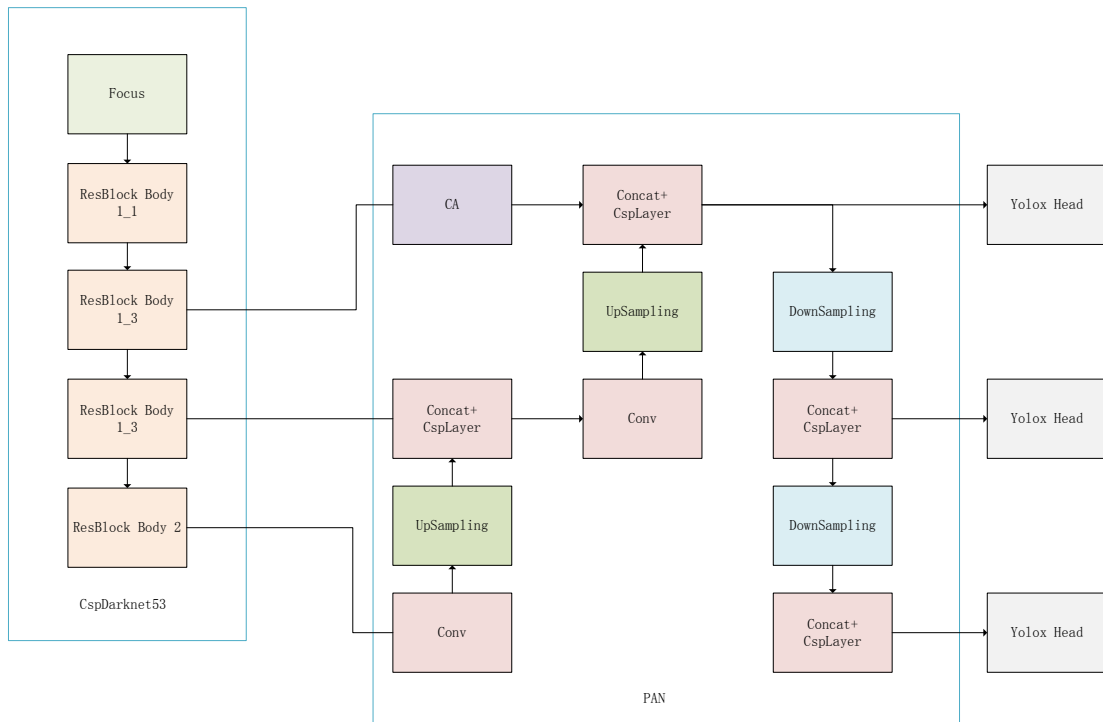 Focus
ResBlock Body
1_1
ResBlock Body
1_3
ResBlock Body
1_3
ResBlock Body 2
CspDarknet53
CA
Concat+
CspLayer
UpSampling
Concat+
CspLayer
Conv
UpSampling
Conv
DownSampling
Concat+
CspLayer
DownSampling
Concat+
CspLayer
PAN
Yolox Head
Yolox Head
Yolox Head